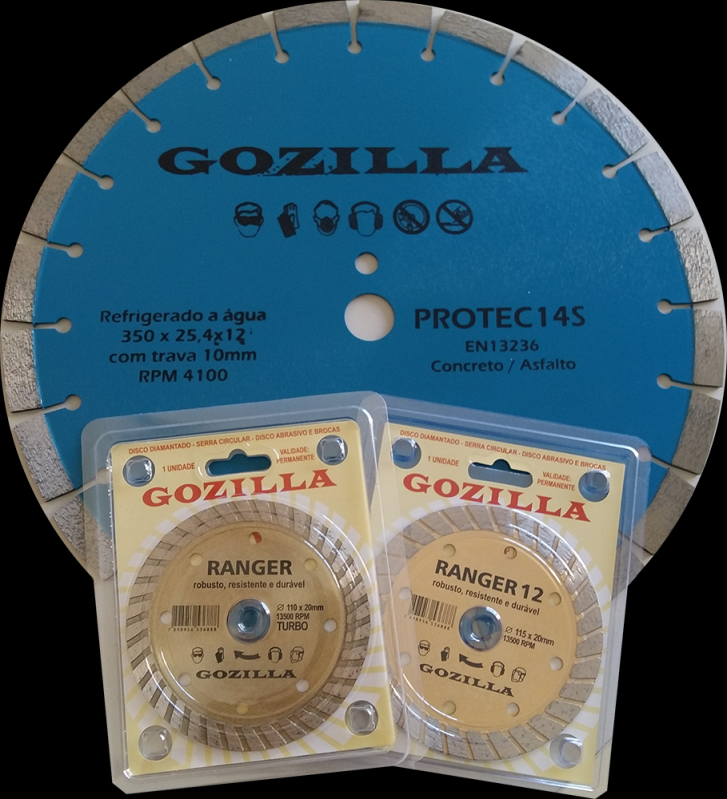 GOZILLA
Refrigerado a água
350 x 25,4x12
com trava 10mm
RPM 4100
PROTEC14S
EN13236
Concreto / Asfalto
DISCO DIAMANTADO - SERRA CIRCULAR - DISCO ABRASIVO E BROCAS
1 UNIDADE
VALIDADE:
PERMANENTE
GOZILLA
RANGER
robusto, resistente e durável
Ø 110 x 20mm
13500 RPM
TURBO
GOZILLA
DISCO DIAMANTADO - SERRA CIRCULAR - DISCO ABRASIVO E BROCAS
1 UNIDADE
VALIDADE:
PERMANENTE
GOZILLA
RANGER 12
robusto, resistente e durável
Ø 115 x 20mm
13500 RPM
GOZILLA